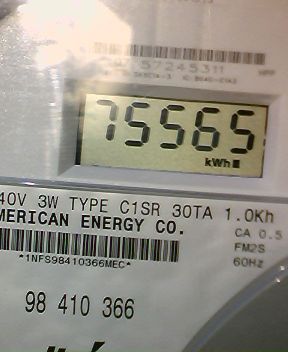 57245311
75565
kWh
40V 3W TYPE C1SR 30TA 1.0Kh
MERICAN ENERGY CO.
CA 0.5
FM2S
60Hz
*1NFS98410366MEC*
98 410 366